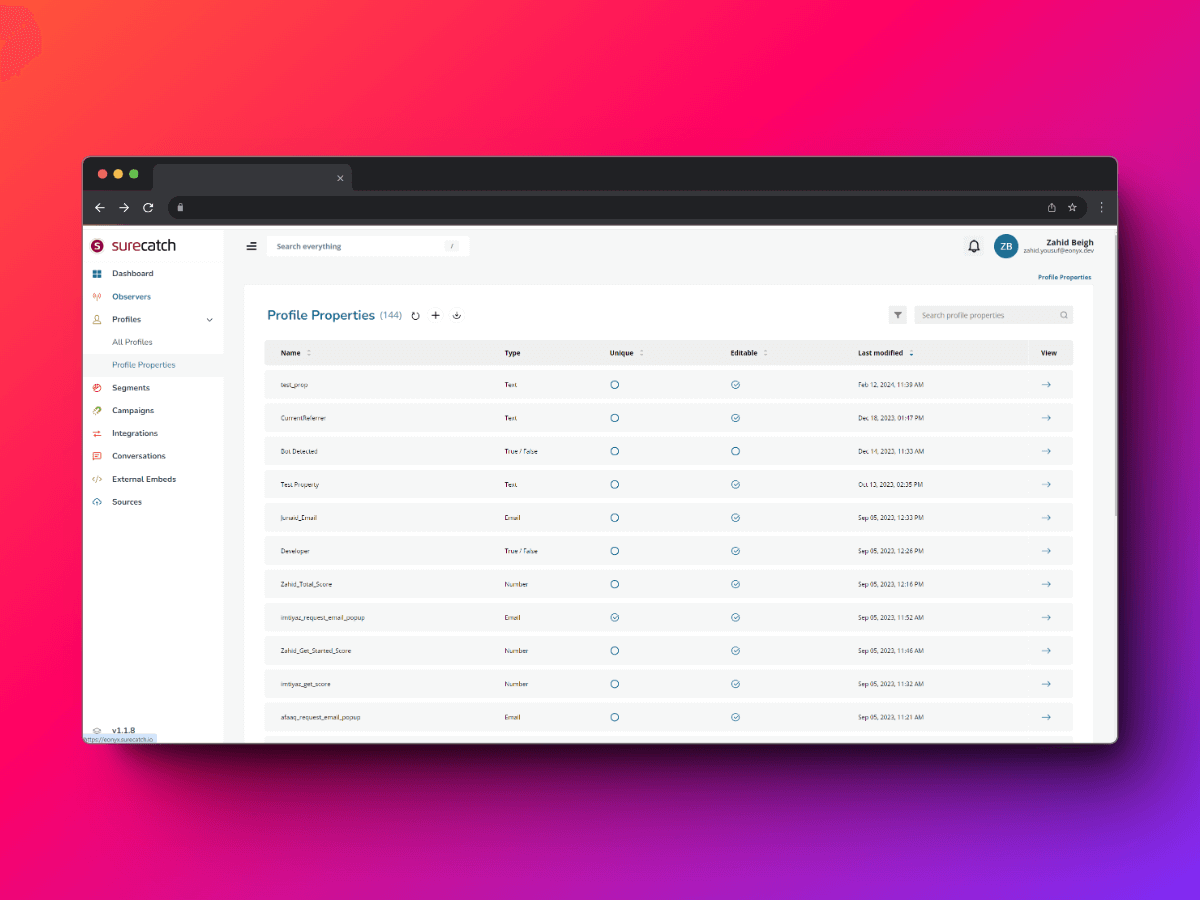 surecatch
Search everything /
ZB
Zahid Beigh
zahid.yousuf@eonyx.dev
Dashboard
Observers
Profiles
All Profiles
Profile Properties
Segments
Campaigns
Integrations
Conversations
External Embeds
Sources
v1.1.8
https://eonyx.surecatch.io
Profile Properties
Profile Properties (144)
Search profile properties
Name Type Unique Editable Last modified View
test_prop Text Feb 12, 2024, 11:39 AM
CurrentReferrer Text Dec 18, 2023, 01:47 PM
Bot Detected True / False Dec 14, 2023, 11:33 AM
Test Property Text Oct 13, 2023, 02:35 PM
Junaid_Email Email Sep 05, 2023, 12:33 PM
Developer True / False Sep 05, 2023, 12:26 PM
Zahid_Total_Score Number Sep 05, 2023, 12:16 PM
imtiyaz_request_email_popup Email Sep 05, 2023, 11:52 AM
Zahid_Get_Started_Score Number Sep 05, 2023, 11:46 AM
imtiyaz_get_score Number Sep 05, 2023, 11:32 AM
afaaq_request_email_popup Email Sep 05, 2023, 11:21 AM